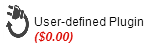 User-defined Plugin
($0.00)